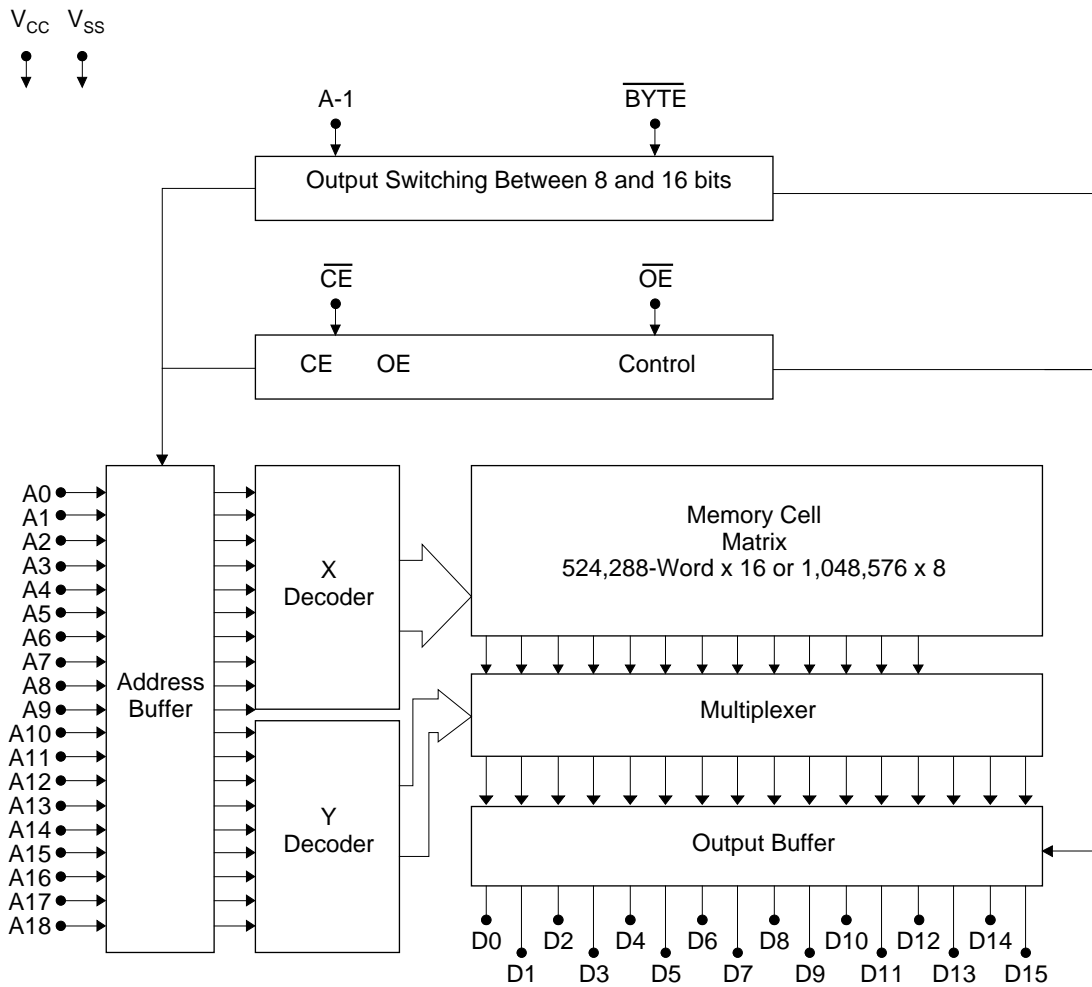 VCC VSS
A-1 BYTE
Output Switching Between 8 and 16 bits
CE OE
CE OE Control
A0
A1
A2
A3
A4
A5
A6
A7
A8
A9
A10
A11
A12
A13
A14
A15
A16
A17
A18
Address
Buffer
X
Decoder
Y
Decoder
Memory Cell
Matrix
524,288-Word x 16 or 1,048,576 x 8
Multiplexer
Output Buffer
D0 D2 D4 D6 D8 D10 D12 D14
D1 D3 D5 D7 D9 D11 D13 D15